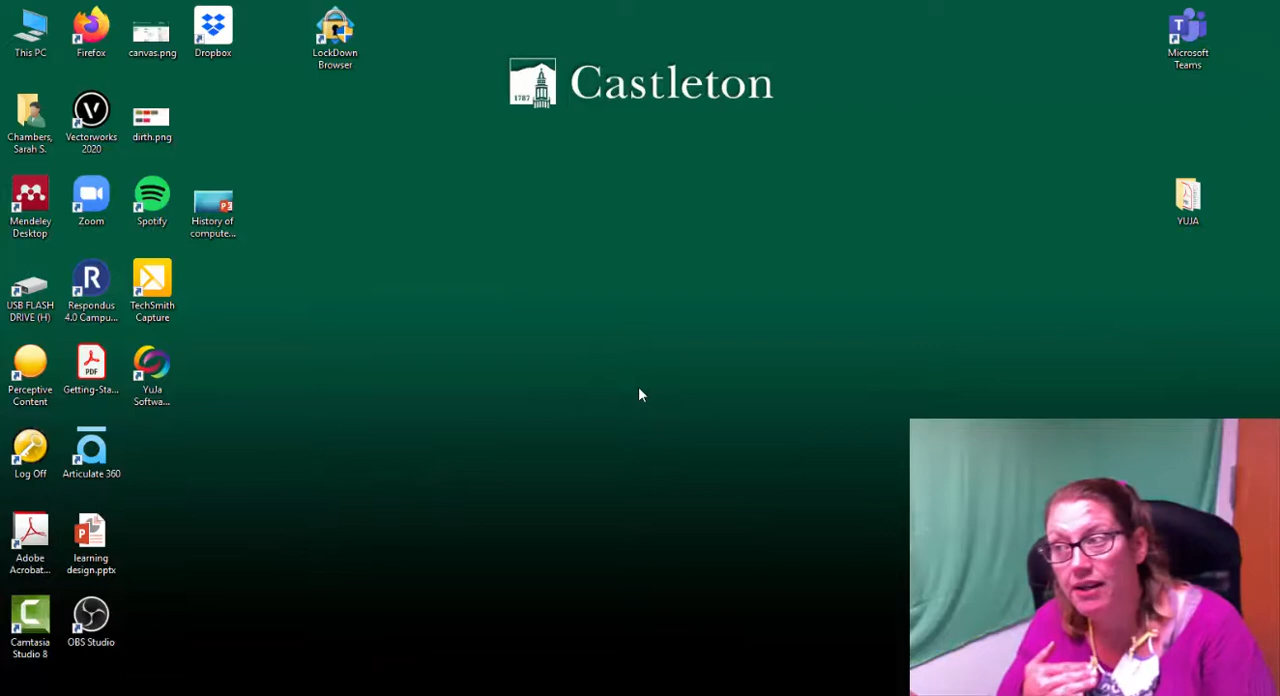 This PC
Firefox
canvas.png
Dropbox
LockDown
Browser
Microsoft
Teams
1787
Castleton
Chambers,
Sarah S.
V
Vectorworks
2020
dirth.png
Mendeley
Desktop
Zoom
Spotify
History of
compute...
YUJA
USB FLASH
DRIVE (H)
R
Respondus
4.0 Campu...
TechSmith
Capture
Perceptive
Content
PDF
Getting-Sta...
YuJa
Softwa...
Log Off
Articulate 360
Adobe
Acrobat...
learning
design.pptx
Camtasia
Studio 8
OBS Studio